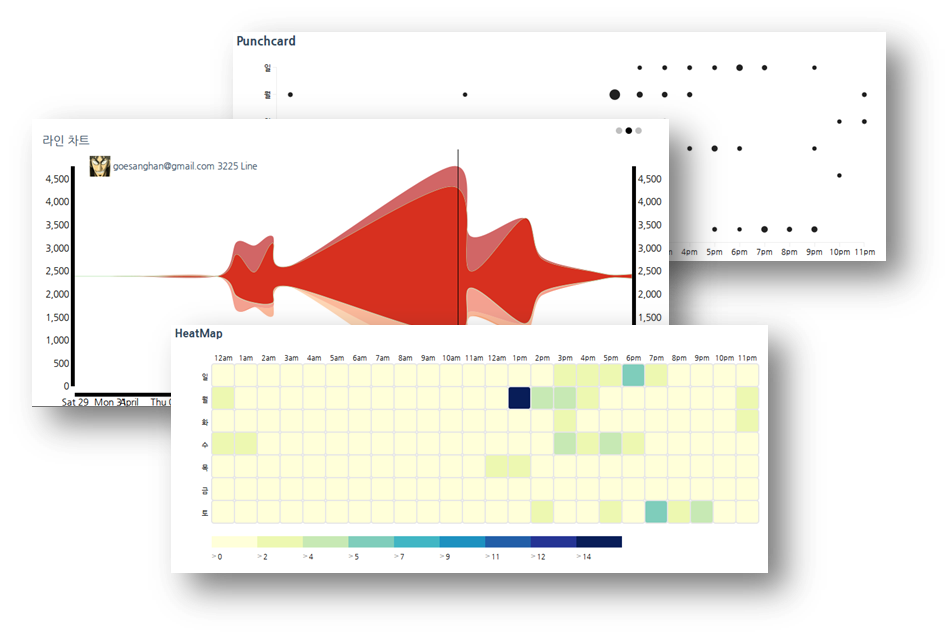 Punchcard
일
월
라인 차트
goesanghan@gmail.com 3225 Line
4,500
4,000
3,500
3,000
2,500
2,000
1,500
1,000
500
0
4,500
4,000
3,500
3,000
2,500
2,000
1,500
4pm 5pm 6pm 7pm 8pm 9pm 10pm 11pm
Sat 29 Mon 31 April Thu
HeatMap
12am 1am 2am 3am 4am 5am 6am 7am 8am 9am 10am 11am 12am 1pm 2pm 3pm 4pm 5pm 6pm 7pm 8pm 9pm 10pm 11pm
일
월
화
수
목
금
토
> 0 > 2 > 4 > 5 > 7 > 9 > 11 > 12 > 14